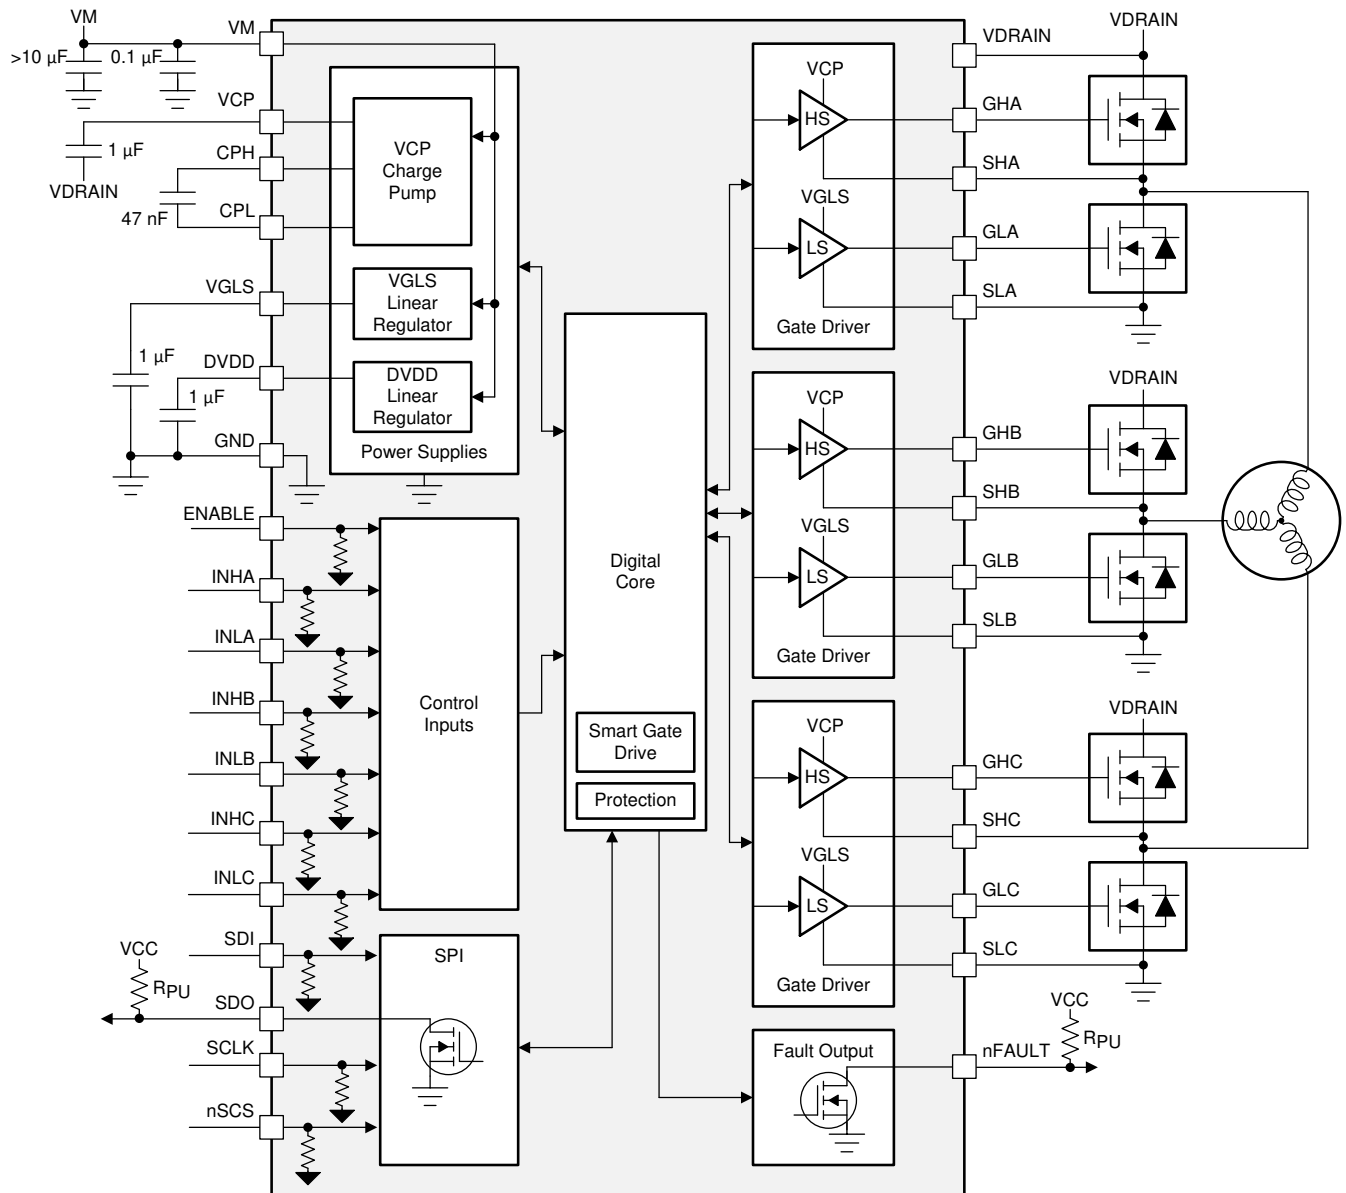 VM
>10 µF
0.1 µF
VM
VCP
1 µF
VDRAIN
CPH
47 nF
CPL
VGLS
1 µF
DVDD
1 µF
GND
VCP
Charge
Pump
VGLS
Linear
Regulator
DVDD
Linear
Regulator
Power Supplies
ENABLE
INHA
INLA
INHB
INLB
INHC
INLC
Control
Inputs
SDI
VCC
RPU
SDO
SCLK
nSCS
SPI
Digital
Core
Smart Gate
Drive
Protection
VCP
HS
VGLS
LS
Gate Driver
VCP
HS
VGLS
LS
Gate Driver
VCP
HS
VGLS
LS
Gate Driver
Fault Output
VDRAIN
VDRAIN
GHA
SHA
GLA
SLA
VDRAIN
GHB
SHB
GLB
SLB
VDRAIN
GHC
SHC
GLC
SLC
VCC
RPU
nFAULT